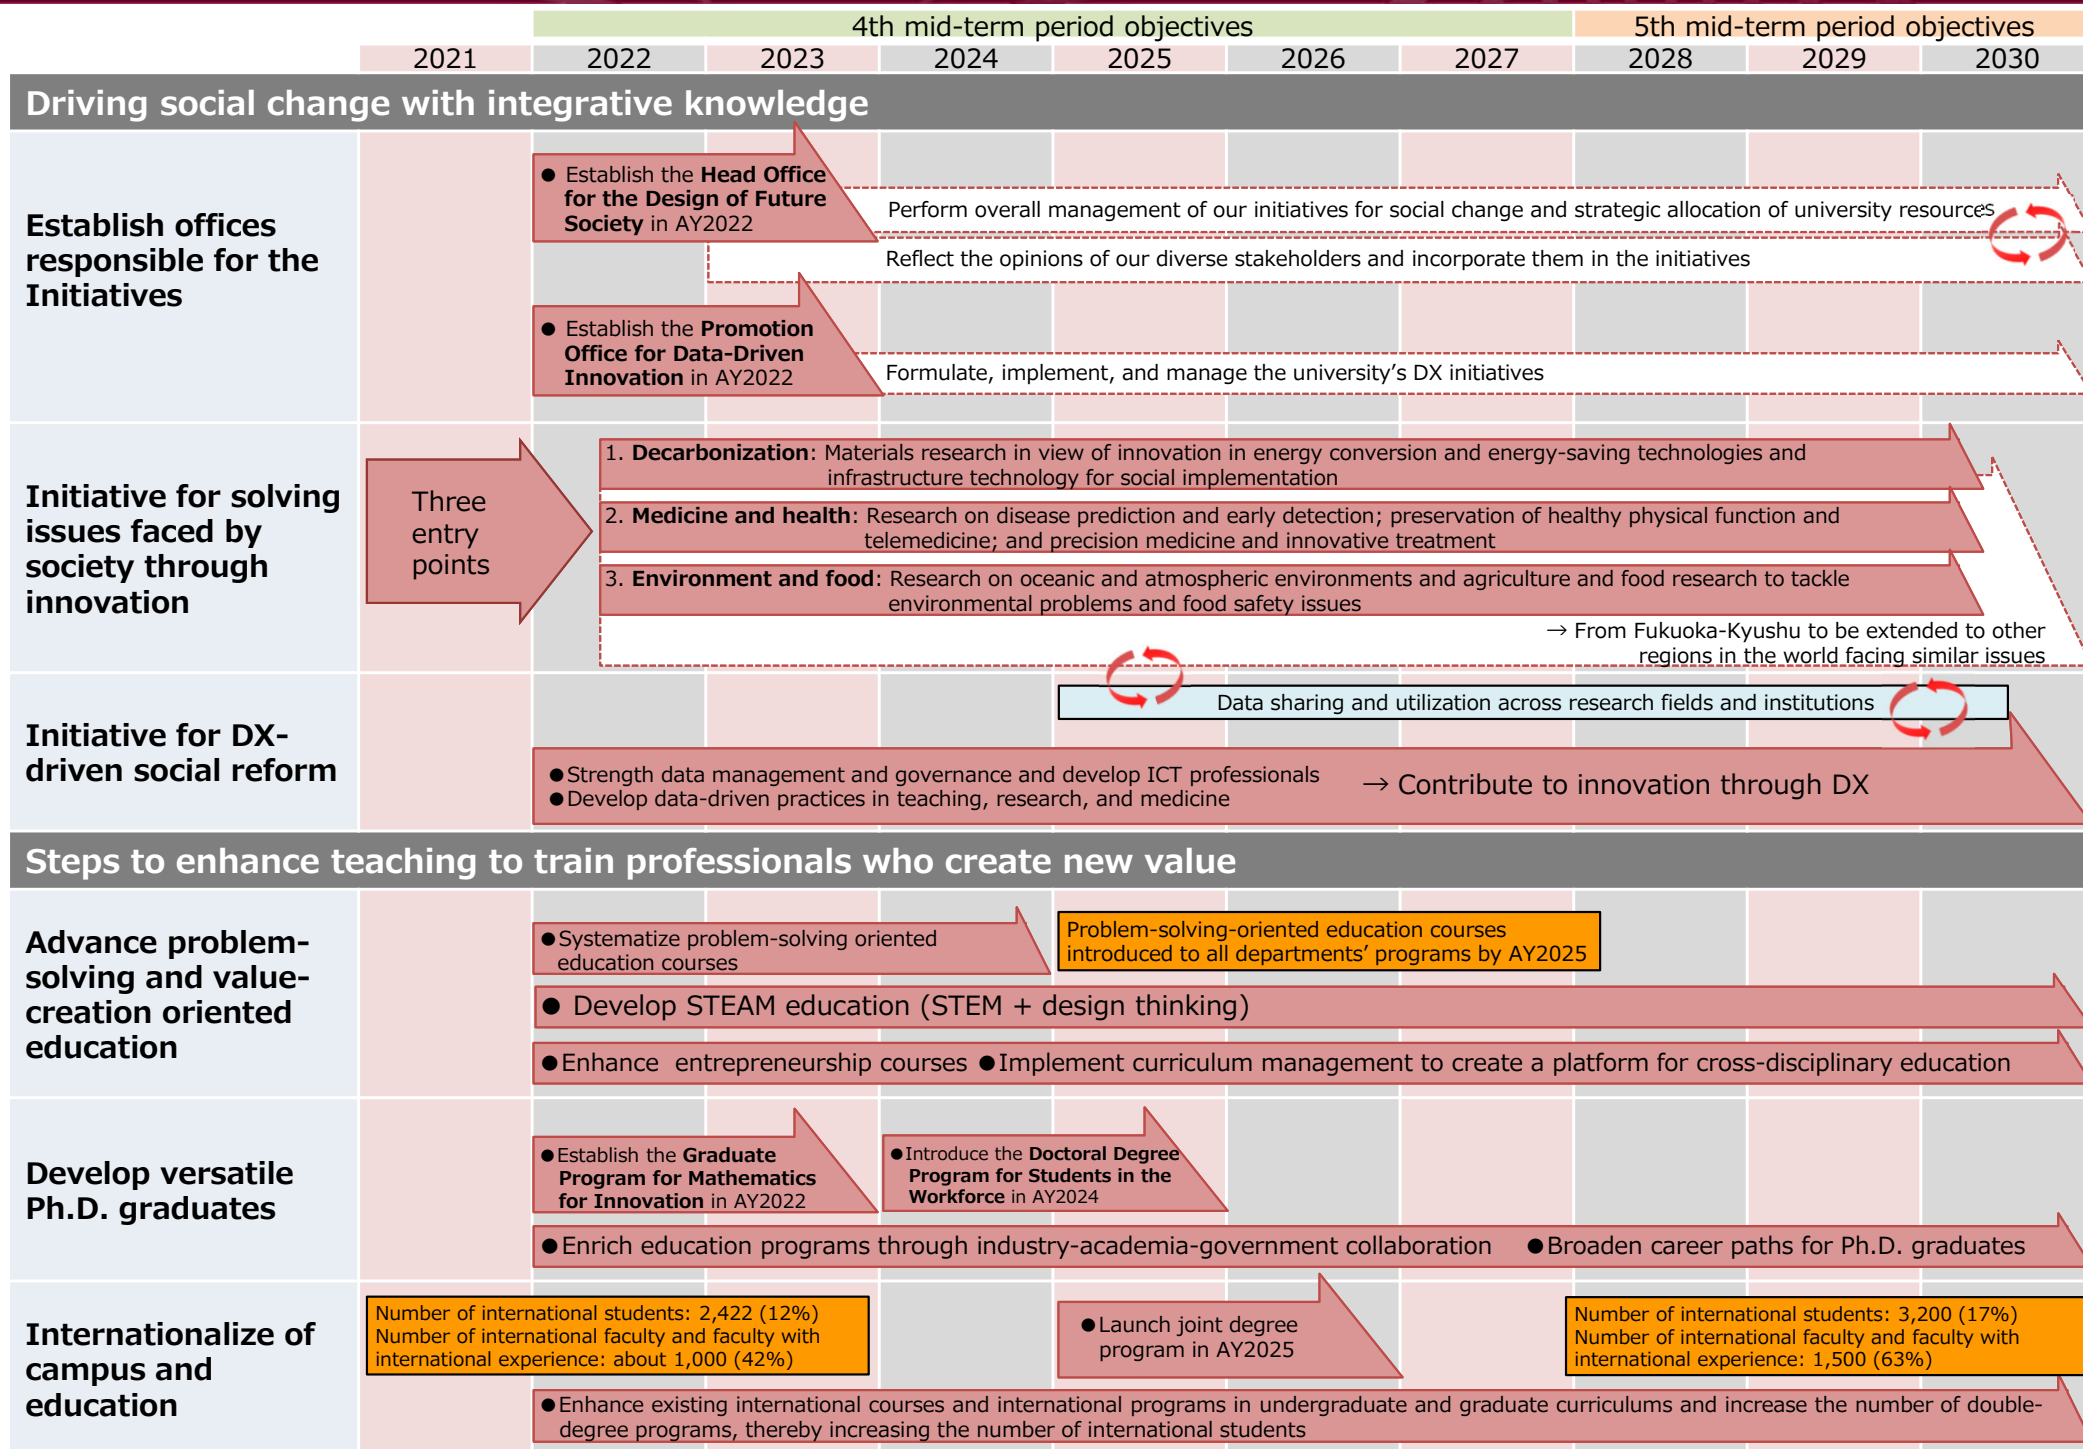 4th mid-term period objectives
5th mid-term period objectives
2021
2022
2023
2024
2025
2026
2027
2028
2029
2030
Driving social change with integrative knowledge
Establish offices
responsible for the
Initiatives
● Establish the Head Office
for the Design of Future
Society in AY2022
Perform overall management of our initiatives for social change and strategic allocation of university resources
Reflect the opinions of our diverse stakeholders and incorporate them in the initiatives
● Establish the Promotion
Office for Data-Driven
Innovation in AY2022
Formulate, implement, and manage the university's DX initiatives
Initiative for solving
issues faced by
society through
innovation
Three
entry
points
1. Decarbonization: Materials research in view of innovation in energy conversion and energy-saving technologies and
infrastructure technology for social implementation
2. Medicine and health: Research on disease prediction and early detection; preservation of healthy physical function and
telemedicine; and precision medicine and innovative treatment
3. Environment and food: Research on oceanic and atmospheric environments and agriculture and food research to tackle
environmental problems and food safety issues
→ From Fukuoka-Kyushu to be extended to other
regions in the world facing similar issues
Initiative for DX-
driven social reform
Data sharing and utilization across research fields and institutions
●Strength data management and governance and develop ICT professionals
●Develop data-driven practices in teaching, research, and medicine
→ Contribute to innovation through DX
Steps to enhance teaching to train professionals who create new value
Advance problem-
solving and value-
creation oriented
education
●Systematize problem-solving oriented
education courses
Problem-solving-oriented education courses
introduced to all departments' programs by AY2025
● Develop STEAM education (STEM + design thinking)
●Enhance entrepreneurship courses ●Implement curriculum management to create a platform for cross-disciplinary education
Develop versatile
Ph.D. graduates
●Establish the Graduate
Program for Mathematics
for Innovation in AY2022
●Introduce the Doctoral Degree
Program for Students in the
Workforce in AY2024
●Enrich education programs through industry-academia-government collaboration ●Broaden career paths for Ph.D. graduates
Internationalize of
campus and
education
Number of international students: 2,422 (12%)
Number of international faculty and faculty with
international experience: about 1,000 (42%)
●Launch joint degree
program in AY2025
Number of international students: 3,200 (17%)
Number of international faculty and faculty with
international experience: 1,500 (63%)
●Enhance existing international courses and international programs in undergraduate and graduate curriculums and increase the number of double-
degree programs, thereby increasing the number of international students